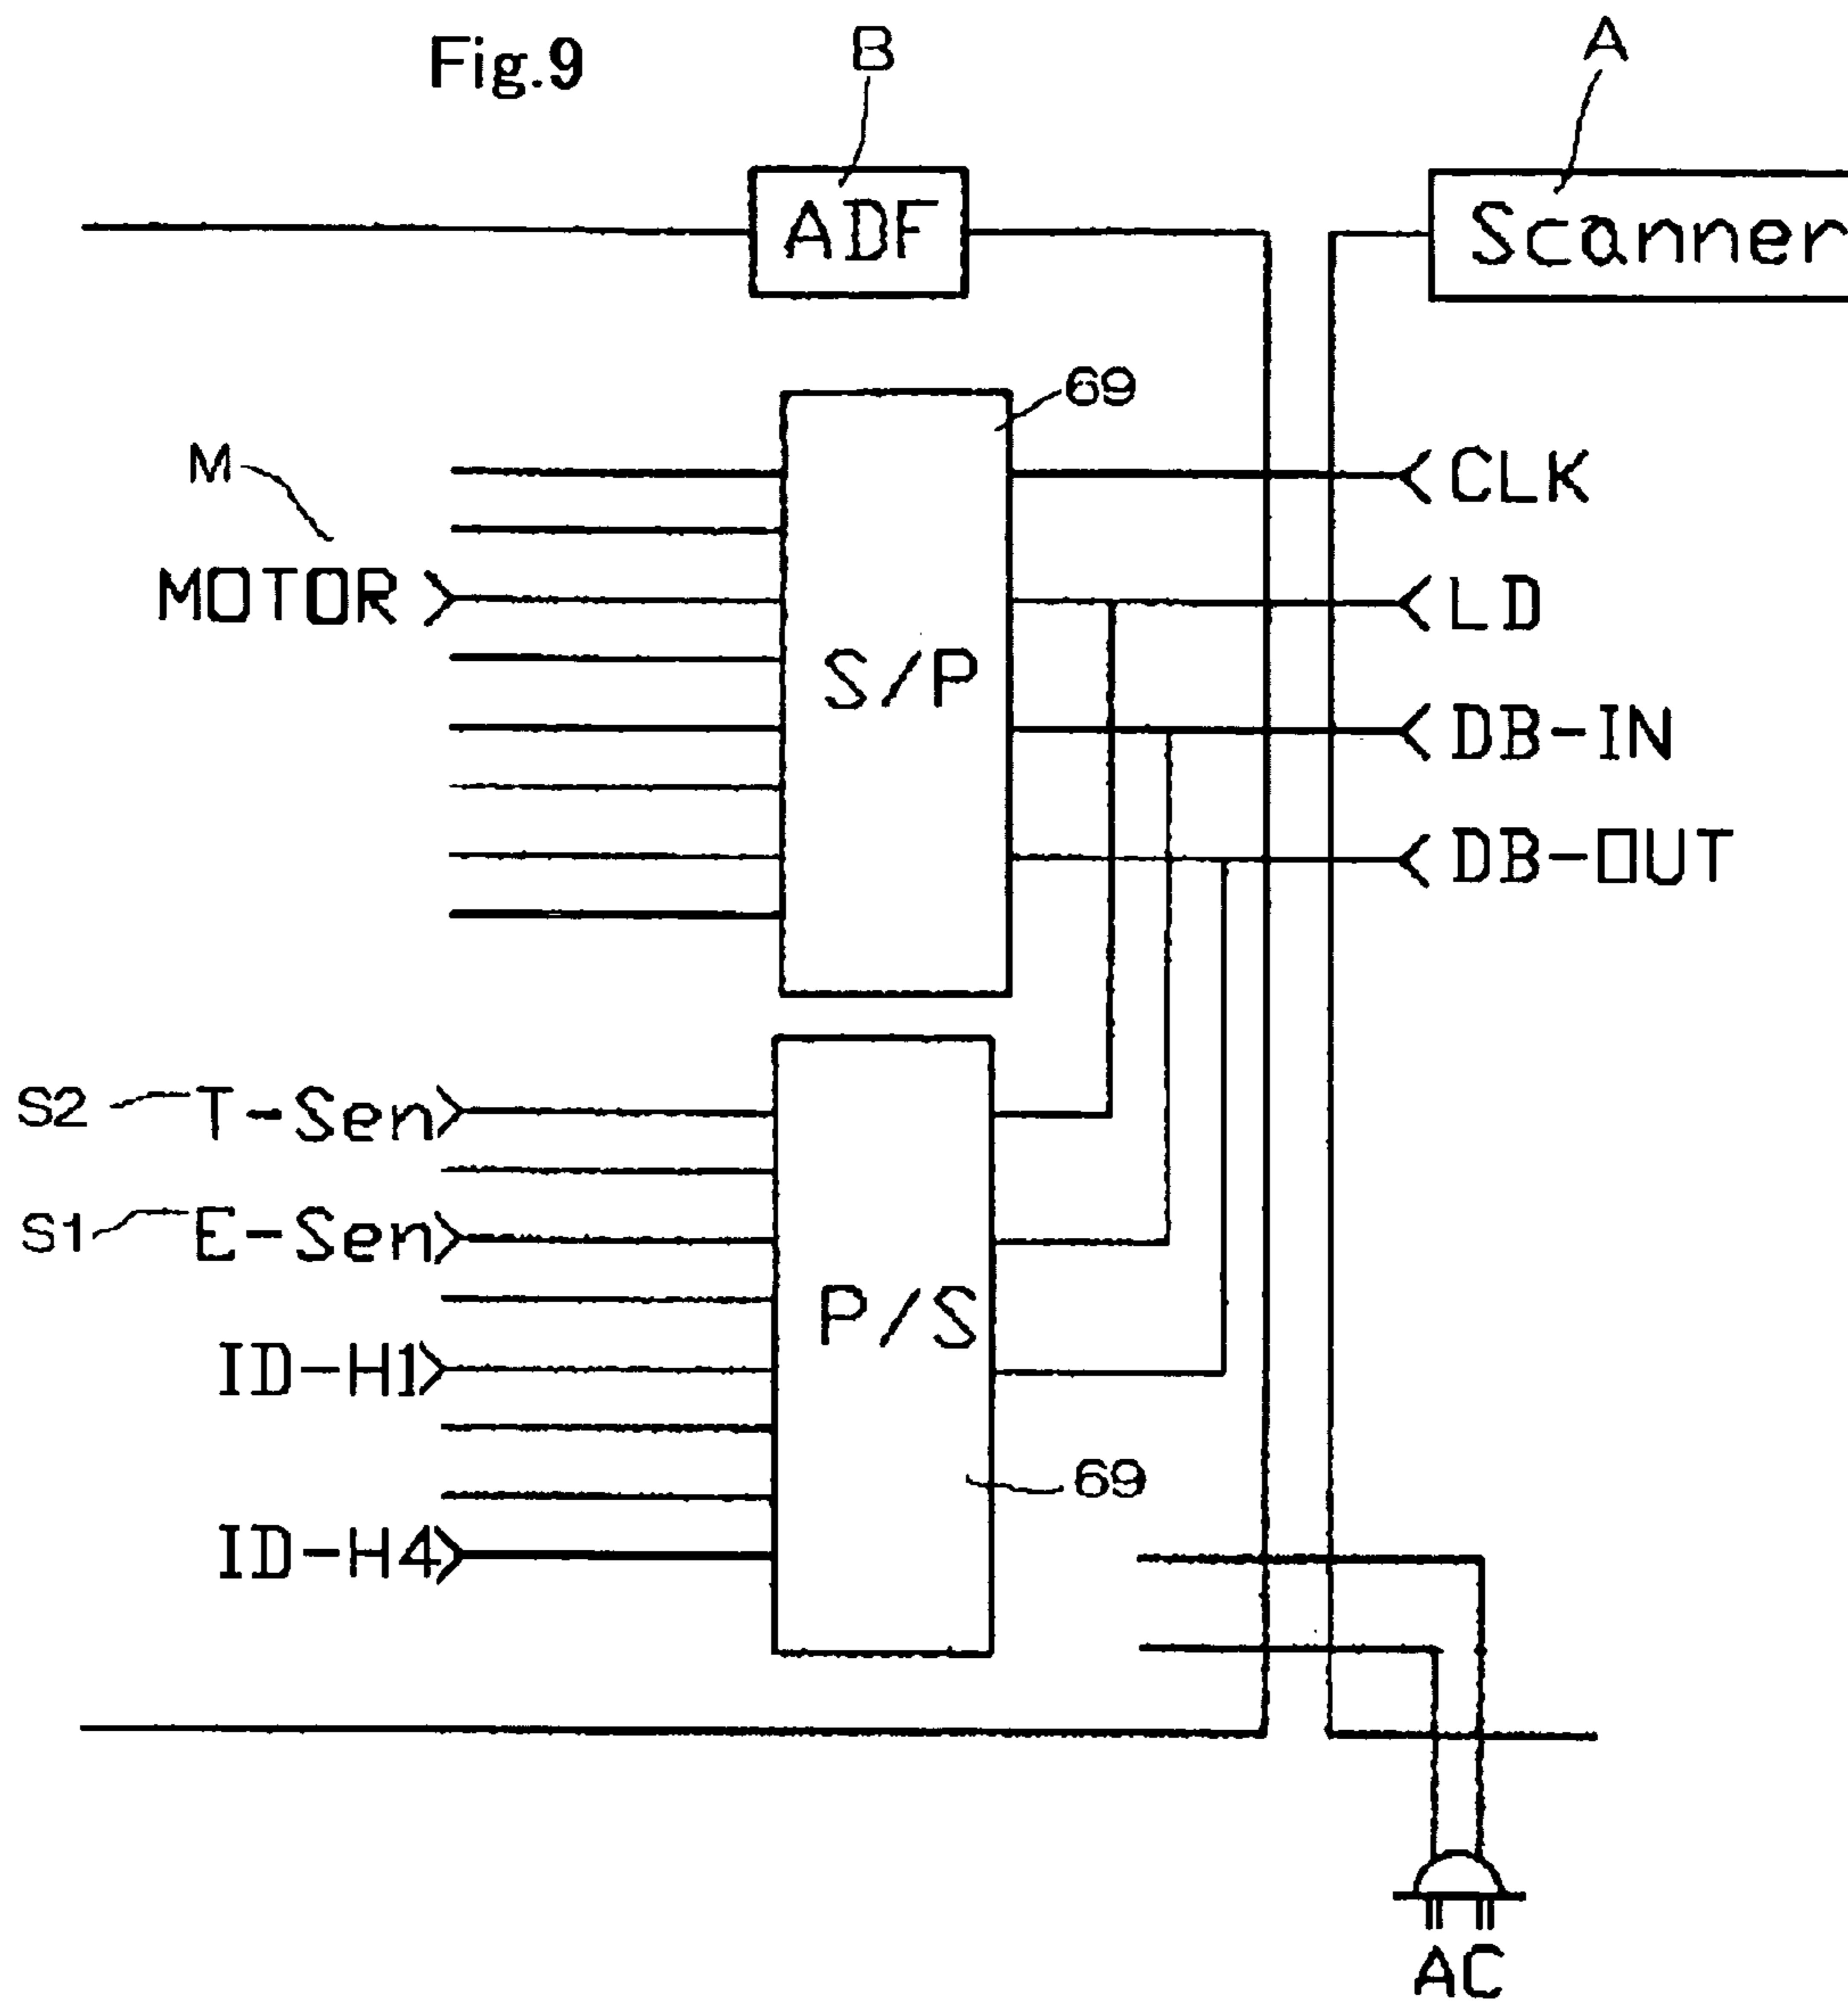 Fig.9
B
A
ADF
Scanner
69
M
CLK
MOTOR
LD
S/P
DB-IN
DB-OUT
S2
T-Sen
S1
E-Sen
P/S
ID-H1
69
ID-H4
AC